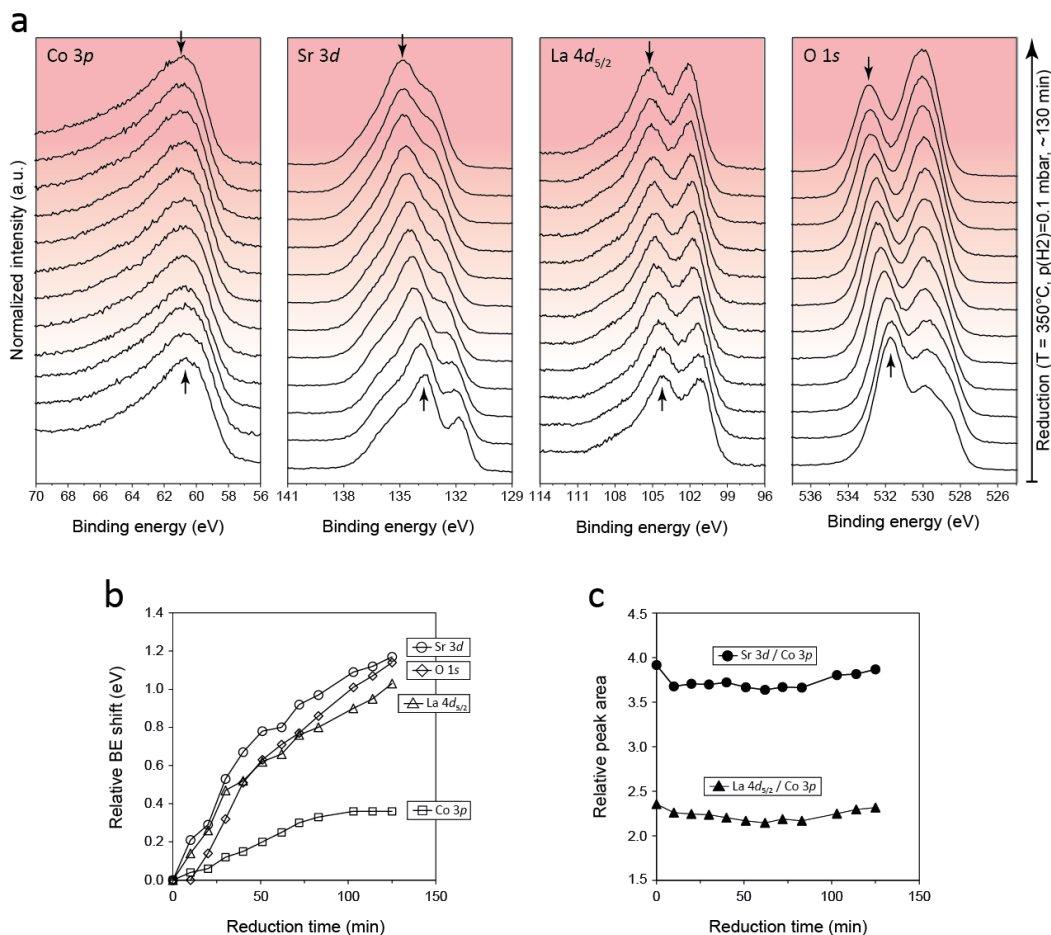 a
Co 3p
Sr 3d
La 4d5/2
O 1s
Normalized intensity (a.u.)
Reduction (T = 350°C, p(H2)=0.1 mbar, ~130 min)
70 68 66 64 62 60 58 56
141 138 135 132 129
114 111 108 105 102 99 96
536 534 532 530 528 526
Binding energy (eV)
Binding energy (eV)
Binding energy (eV)
Binding energy (eV)
b
Relative BE shift (eV)
1.4
1.2
1.0
0.8
0.6
0.4
0.2
0.0
Sr 3d
O 1s
La 4d5/2
Co 3p
0 50 100 150
Reduction time (min)
c
Relative peak area
4.5
4.0
3.5
3.0
2.5
2.0
1.5
Sr 3d / Co 3p
La 4d5/2 / Co 3p
0 50 100 150
Reduction time (min)